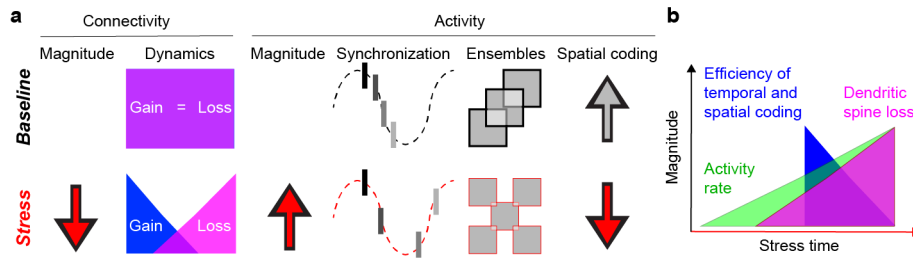 a
Connectivity
Activity
Magnitude
Dynamics
Magnitude
Synchronization
Ensembles
Spatial coding
Baseline
Gain = Loss
Stress
Gain
Loss
b
Efficiency of
temporal and
spatial coding
Dendritic
spine loss
Activity
rate
Magnitude
Stress time